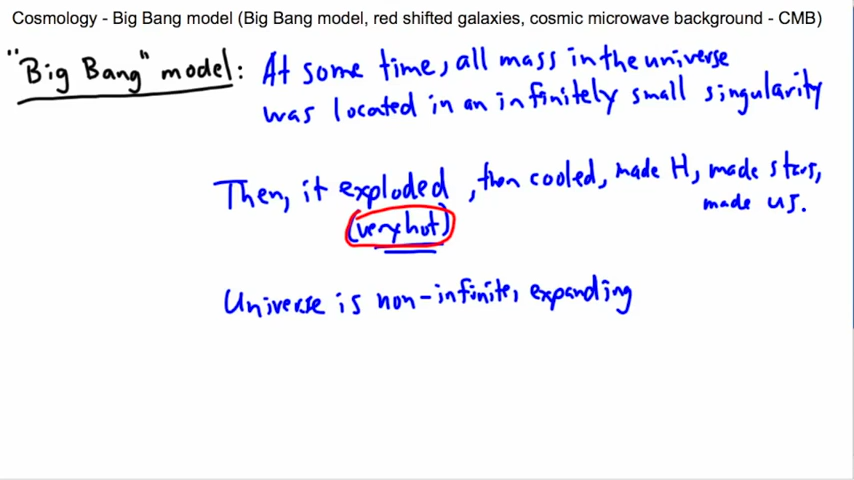 Cosmology - Big Bang model (Big Bang model, red shifted galaxies, cosmic microwave background - CMB)
"Big Bang" model: At some time, all mass in the universe
was located in an infinitely small singularity
Then, it exploded, then cooled, made H, made stars,
(very hot) made us.
Universe is non-infinite, expanding